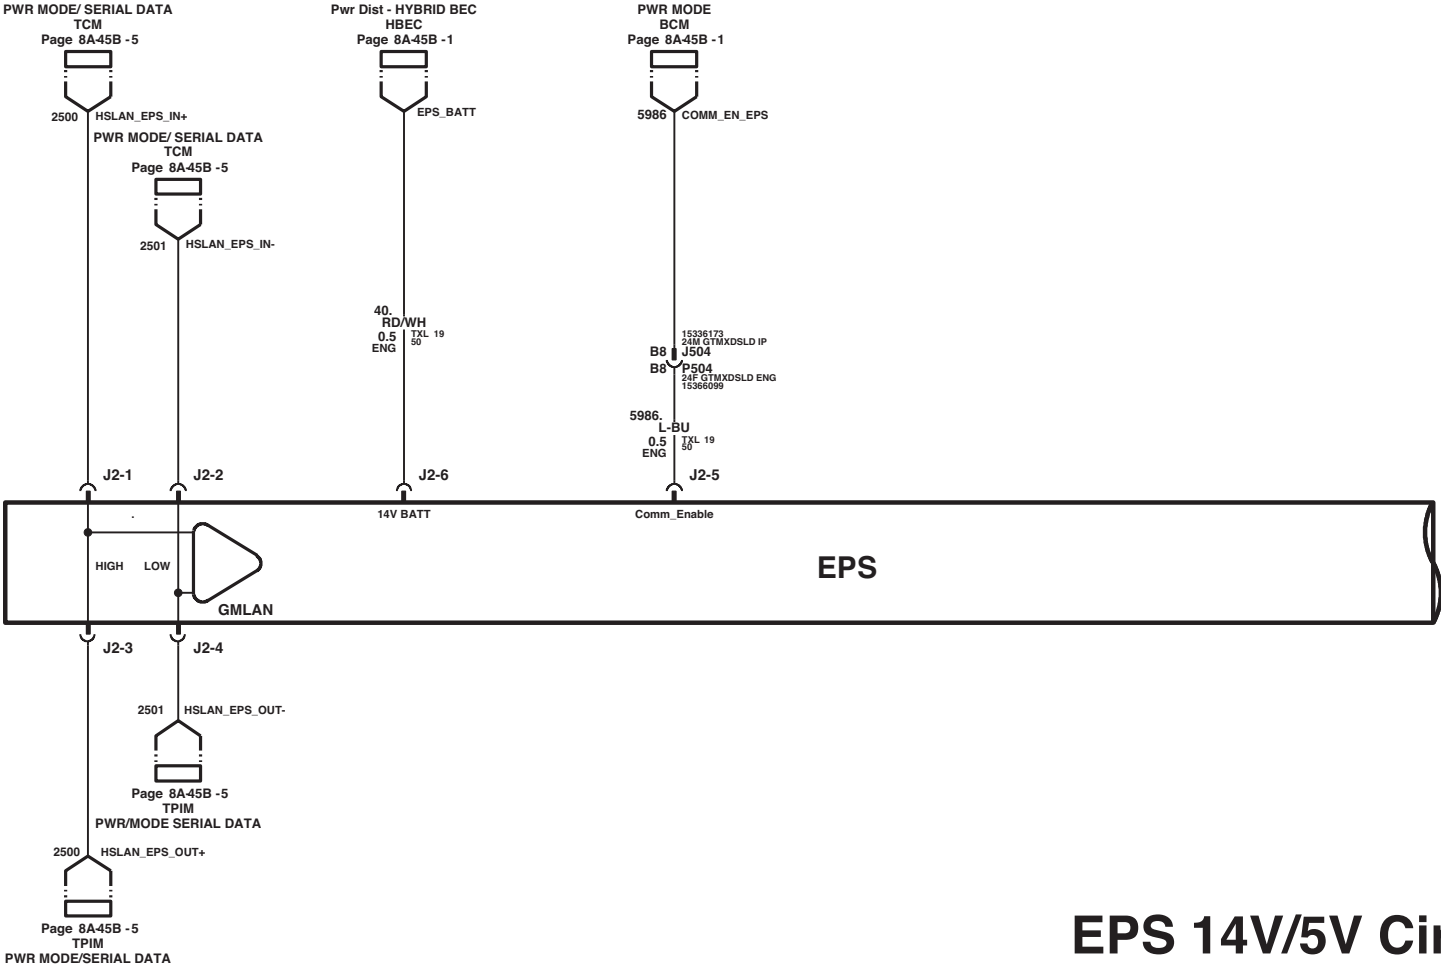 PWR MODE/ SERIAL DATA
TCM
Page 8A-45B -5
2500 HSLAN_EPS_IN+
PWR MODE/ SERIAL DATA
TCM
Page 8A-45B -5
2501 HSLAN_EPS_IN-
Pwr Dist - HYBRID BEC
HBEC
Page 8A-45B -1
EPS_BATT
40.
RD/WH
0.5 TXL 19
ENG 50
PWR MODE
BCM
Page 8A-45B -1
5986 COMM_EN_EPS
15336173
24M GTMXDSLD IP
B8 J504
B8 P504
24F GTMXDSLD ENG
15366099
5986.
L-BU
0.5 TXL 19
ENG 50
J2-1 J2-2 J2-6 J2-5
.
14V BATT Comm_Enable
HIGH LOW
EPS
GMLAN
J2-3 J2-4
2501 HSLAN_EPS_OUT-
Page 8A-45B -5
TPIM
PWR/MODE SERIAL DATA
2500 HSLAN_EPS_OUT+
Page 8A-45B -5
TPIM
PWR MODE/SERIAL DATA
EPS 14V/5V Cir